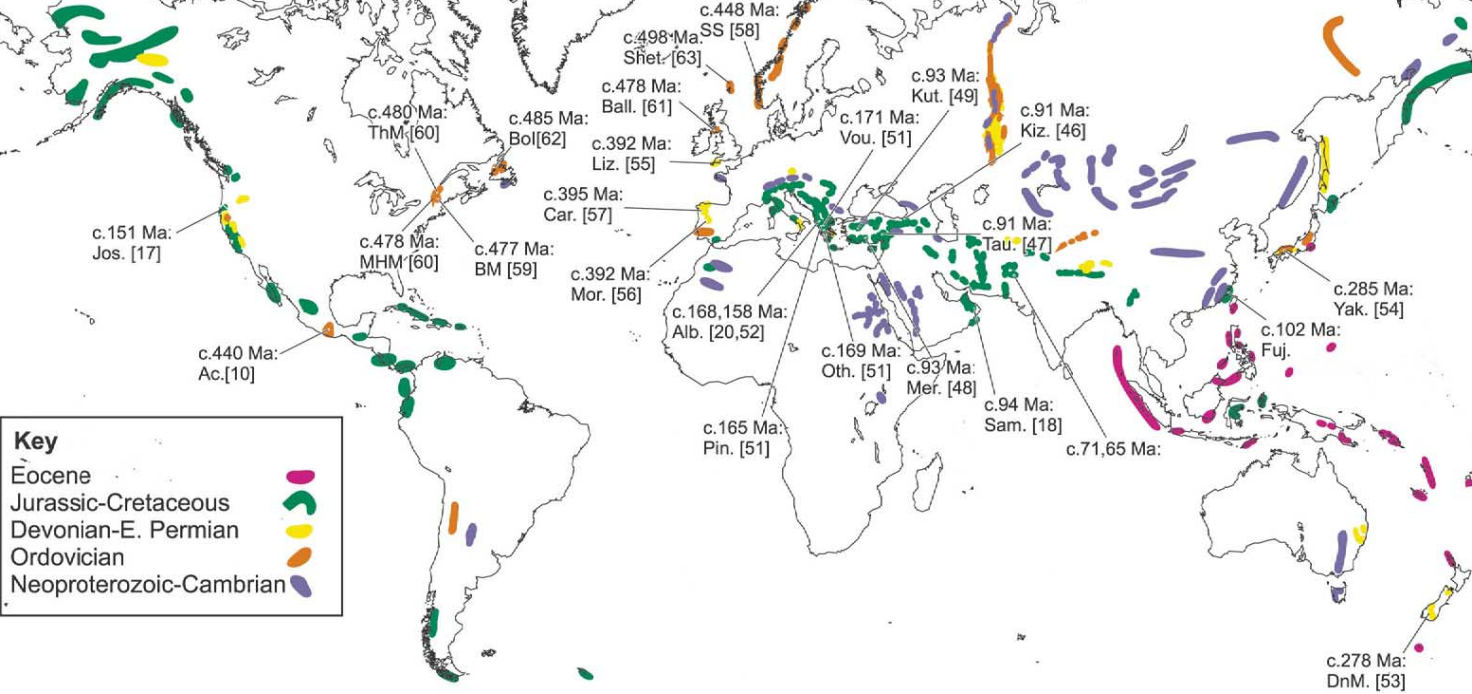 c.448 Ma:
SS [58]
c.498 Ma:
Shet. [63]
c.478 Ma:
Ball. [61]
c.93 Ma:
Kut. [49]
c.480 Ma:
ThM [60]
c.485 Ma:
Bol[62]
c.171 Ma:
Vou. [51]
c.91 Ma:
Kiz. [46]
c.392 Ma:
Liz. [55]
c.395 Ma:
Car. [57]
c.151 Ma:
Jos. [17]
c.478 Ma:
MHM [60]
c.477 Ma:
BM [59]
c.91 Ma:
Tau. [47]
c.392 Ma:
Mor. [56]
c.285 Ma:
Yak. [54]
c.168,158 Ma:
Alb. [20,52]
c.102 Ma:
Fuj.
c.440 Ma:
Ac.[10]
c.169 Ma:
Oth. [51]
c.93 Ma:
Mer. [48]
c.94 Ma:
Sam. [18]
c.165 Ma:
Pin. [51]
c.71,65 Ma:
Key
Eocene
Jurassic-Cretaceous
Devonian-E. Permian
Ordovician
Neoproterozoic-Cambrian
c.278 Ma:
DnM. [53]